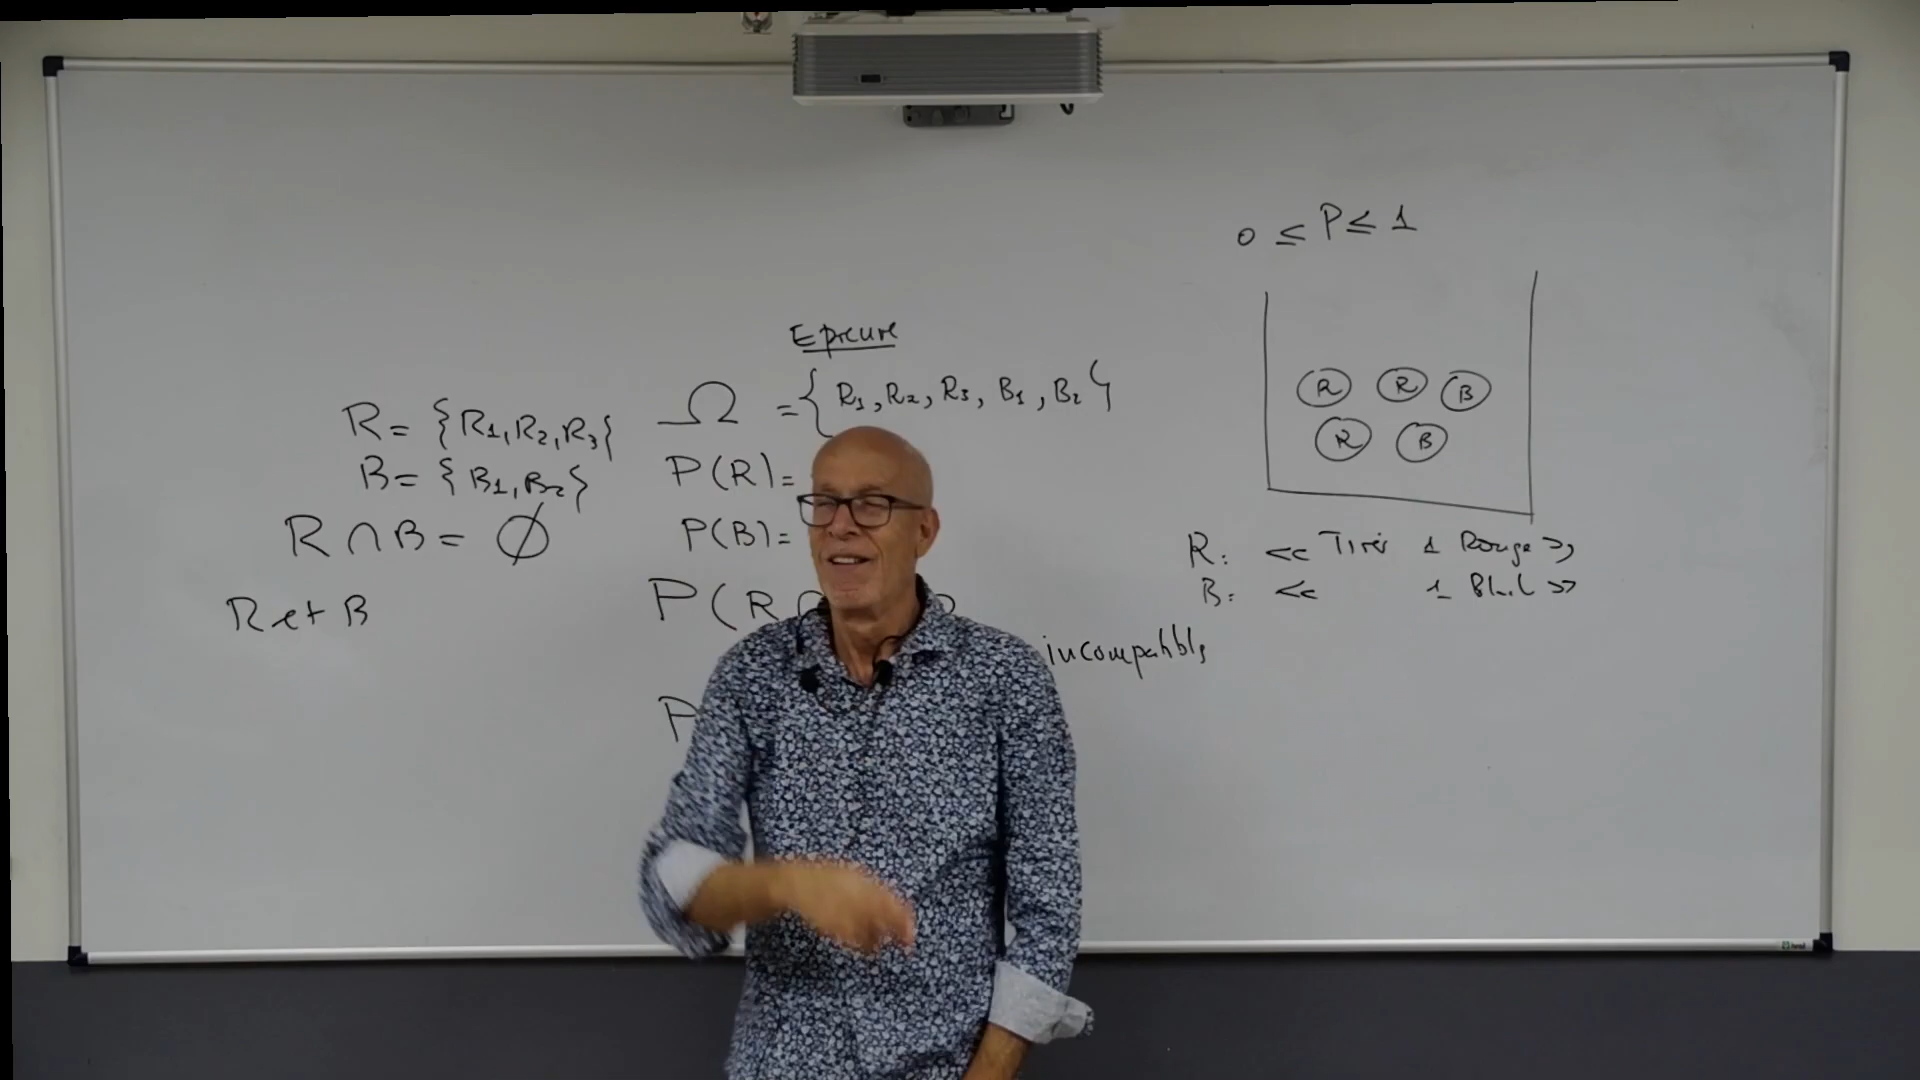 0 ≤ P ≤ 1
Epreuve
Ω = { R1, R2, R3, B1, B2 }
R = {R1, R2, R3}
B = {B1, B2}
R ∩ B = ∅
R et B
P(R) =
P(B) =
P(R ∩
P
incompatibles
R R B
R B
R: << Tirer 1 Rouge >>
B: << 1 Blanc >>